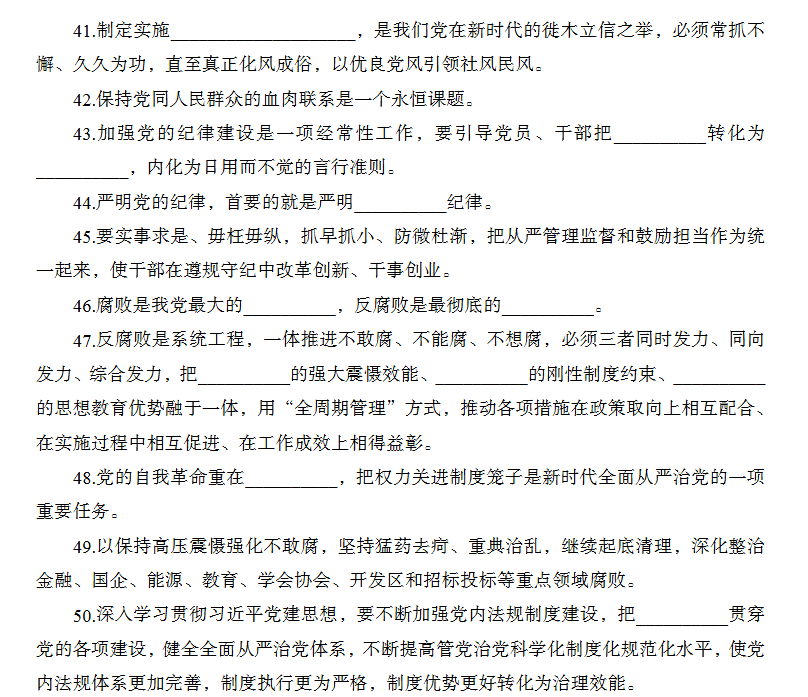 41.制定实施____________________，是我们党在新时代的徙木立信之举，必须常抓不
懈、久久为功，直至真正化风成俗，以优良党风引领社风民风。
42.保持党同人民群众的血肉联系是一个永恒课题。
43.加强党的纪律建设是一项经常性工作，要引导党员、干部把__________转化为
__________，内化为日用而不觉的言行准则。
44.严明党的纪律，首要的就是严明__________纪律。
45.要实事求是、毋枉毋纵，抓早抓小、防微杜渐，把从严管理监督和鼓励担当作为统
一起来，使干部在遵规守纪中改革创新、干事创业。
46.腐败是我党最大的__________，反腐败是最彻底的__________。
47.反腐败是系统工程，一体推进不敢腐、不能腐、不想腐，必须三者同时发力、同向
发力、综合发力，把__________的强大震慑效能、__________的刚性制度约束、__________
的思想教育优势融于一体，用“全周期管理”方式，推动各项措施在政策取向上相互配合、
在实施过程中相互促进、在工作成效上相得益彰。
48.党的自我革命重在__________，把权力关进制度笼子是新时代全面从严治党的一项
重要任务。
49.以保持高压震慑强化不敢腐，坚持猛药去疴、重典治乱，继续起底清理，深化整治
金融、国企、能源、教育、学会协会、开发区和招标投标等重点领域腐败。
50.深入学习贯彻习近平党建思想，要不断加强党内法规制度建设，把__________贯穿
党的各项建设，健全全面从严治党体系，不断提高管党治党科学化制度化规范化水平，使党
内法规体系更加完善，制度执行更为严格，制度优势更好转化为治理效能。